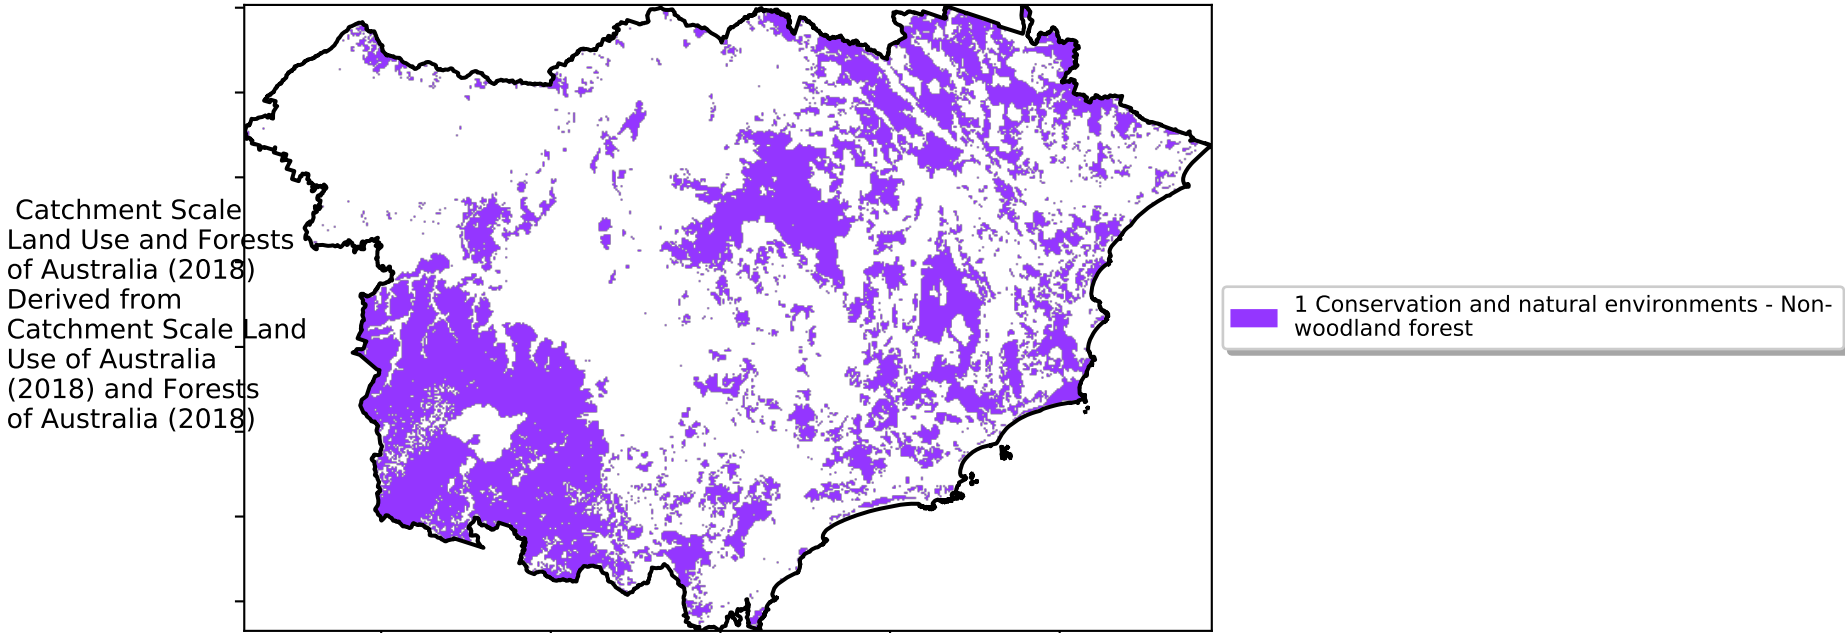 Catchment Scale
Land Use and Forests
of Australia (2018)
Derived from
Catchment Scale Land
Use of Australia
(2018) and Forests
of Australia (2018)
1 Conservation and natural environments - Non-
woodland forest